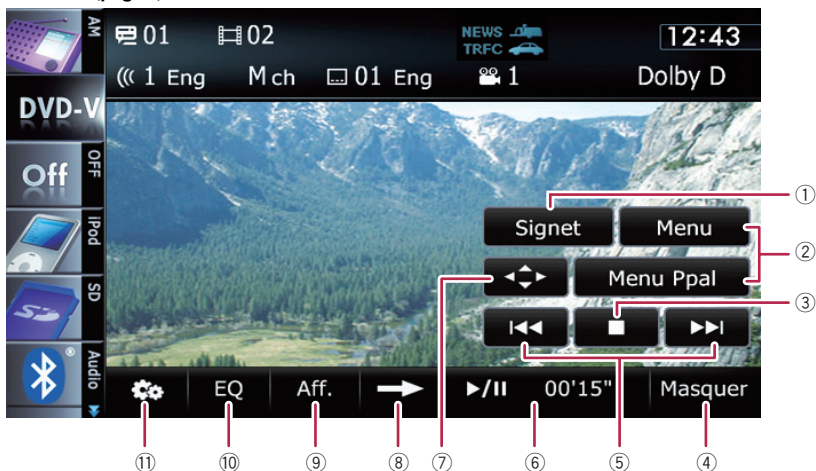 AM
01 02 NEWS TRFC 12:43
1 Eng M ch 01 Eng 1 Dolby D
DVD-V
Off OFF
iPod
SD
Audio
Signet Menu
Menu Ppal
EQ Aff. 00'15" Masquer
① ② ③
⑪ ⑩ ⑨ ⑧ ⑦ ⑥ ⑤ ④